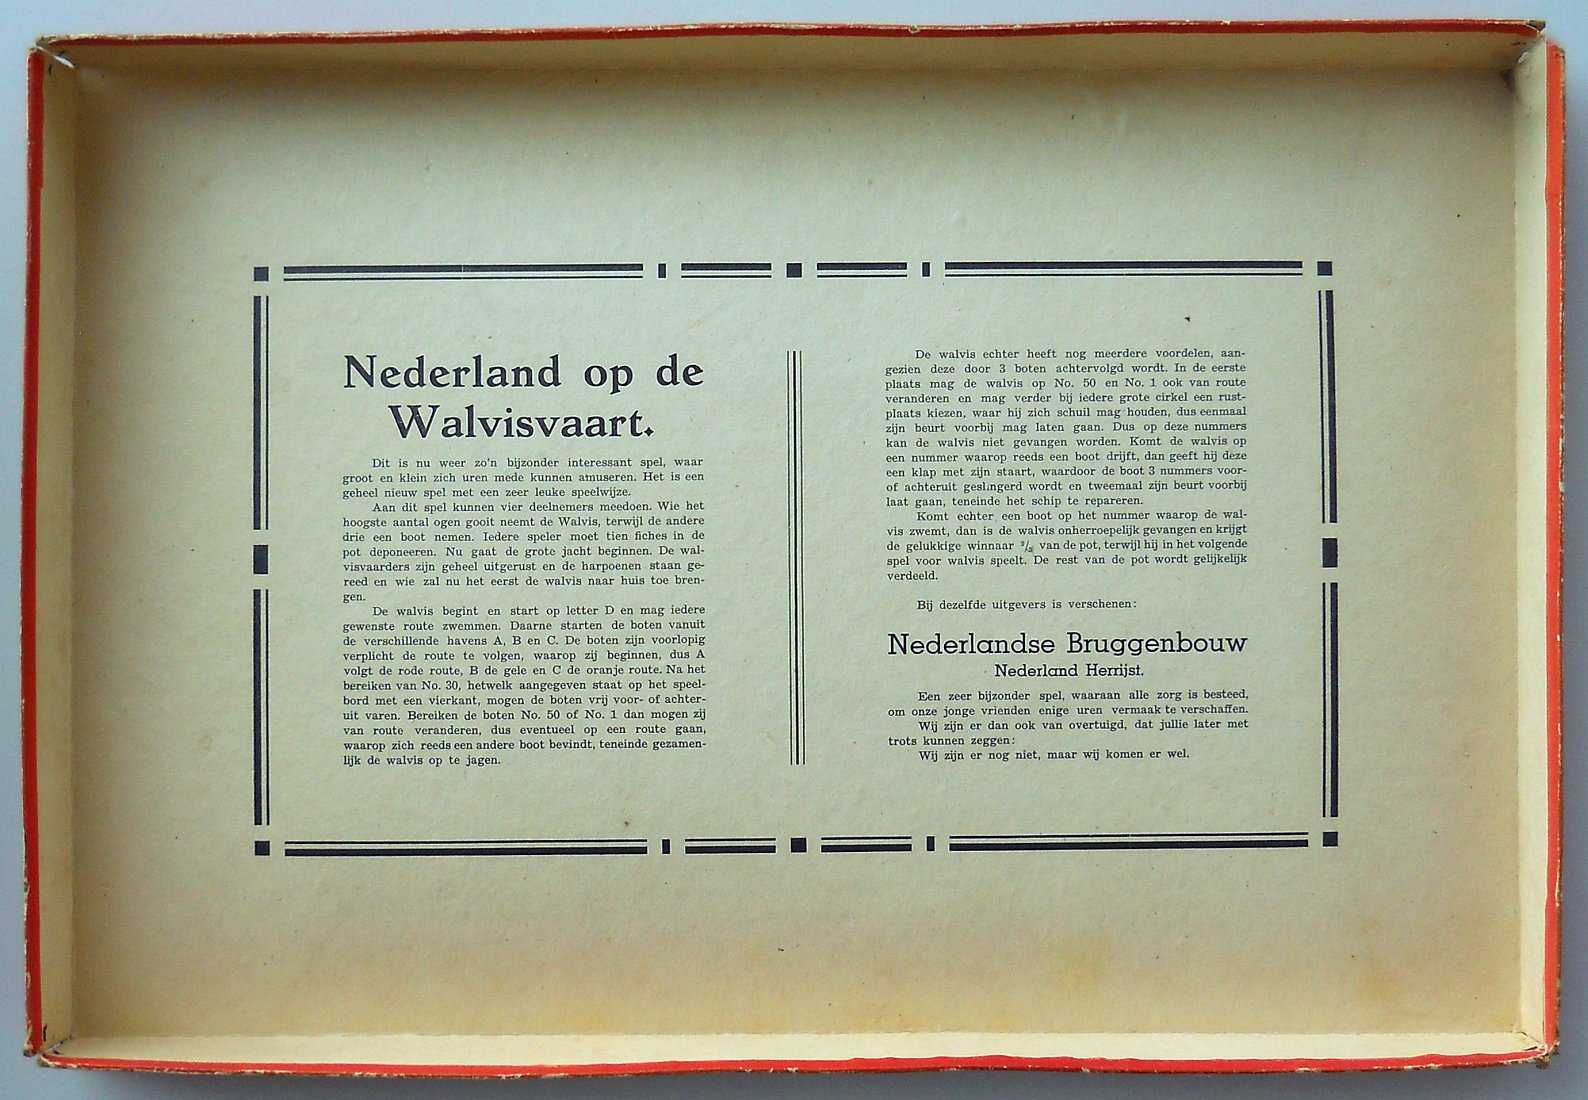 Nederland op de
Walvisvaart.
Dit is nu weer zo'n bijzonder interessant spel, waar
groot en klein zich uren mede kunnen amuseren. Het is een
geheel nieuw spel met een zeer leuke speelwijze.
Aan dit spel kunnen vier deelnemers meedoen. Wie het
hoogste aantal ogen gooit neemt de Walvis, terwijl de andere
drie een boot nemen. Iedere speler moet tien fiches in de
pot deponeren. Nu gaat de grote jacht beginnen. De wal-
visvaarders zijn geheel uitgerust en de harpoenen staan ge-
reed en wie zal nu het eerst de walvis naar huis toe bren-
gen.
De walvis begint en start op letter D en mag iedere
gewenste route zwemmen. Daarne starten de boten vanuit
de verschillende havens A, B en C. De boten zijn voorlopig
verplicht de route te volgen, waarop zij beginnen, dus A
volgt de rode route, B de gele en C de oranje route. Na het
bereiken van No. 30, hetwelk aangegeven staat op het speel-
bord met een vierkant, mogen de boten vrij voor- of achter-
uit varen. Bereiken de boten No. 50 of No. 1 dan mogen zij
van route veranderen, dus eventueel op een route gaan,
waarop zich reeds een andere boot bevindt, teneinde gezamen-
lijk de walvis op te jagen.
De walvis echter heeft nog meerdere voordelen, aan-
gezien deze door 3 boten achtervolgd wordt. In de eerste
plaats mag de walvis op No. 50 en No. 1 ook van route
veranderen en mag verder bij iedere grote cirkel een rust-
plaats kiezen, waar hij zich schuil mag houden, dus eenmaal
zijn beurt voorbij mag laten gaan. Dus op deze nummers
kan de walvis niet gevangen worden. Komt de walvis op
een nummer waarop reeds een boot drijft, dan geeft hij deze
een klap met zijn staart, waardoor de boot 3 nummers voor-
of achteruit geslingerd wordt en tweemaal zijn beurt voorbij
laat gaan, teneinde het schip te repareren.
Komt echter een boot op het nummer waarop de wal-
vis zwemt, dan is de walvis onherroepelijk gevangen en krijgt
de gelukkige winnaar van de pot, terwijl hij in het volgende
spel voor walvis speelt. De rest van de pot wordt gelijkelijk
verdeeld.
Bij dezelfde uitgevers is verschenen:
Nederlandse Bruggenbouw
Nederland Herrijst.
Een zeer bijzonder spel, waaraan alle zorg is besteed,
om onze jonge vrienden enige uren vermaak te verschaffen.
Wij zijn er dan ook van overtuigd, dat jullie later met
trots kunnen zeggen:
Wij zijn er nog niet, maar wij komen er wel.